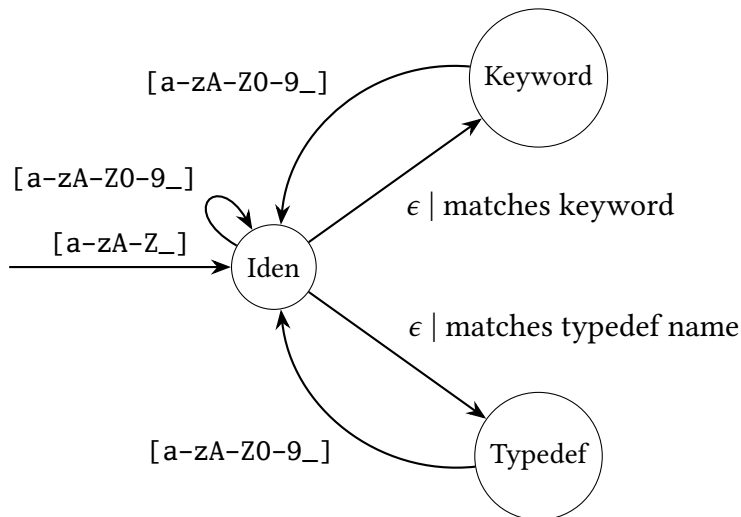 Keyword
[a-zA-Z0-9_]
[a-zA-Z0-9_]
ϵ | matches keyword
[a-zA-Z_]
Iden
ϵ | matches typedef name
[a-zA-Z0-9_]
Typedef